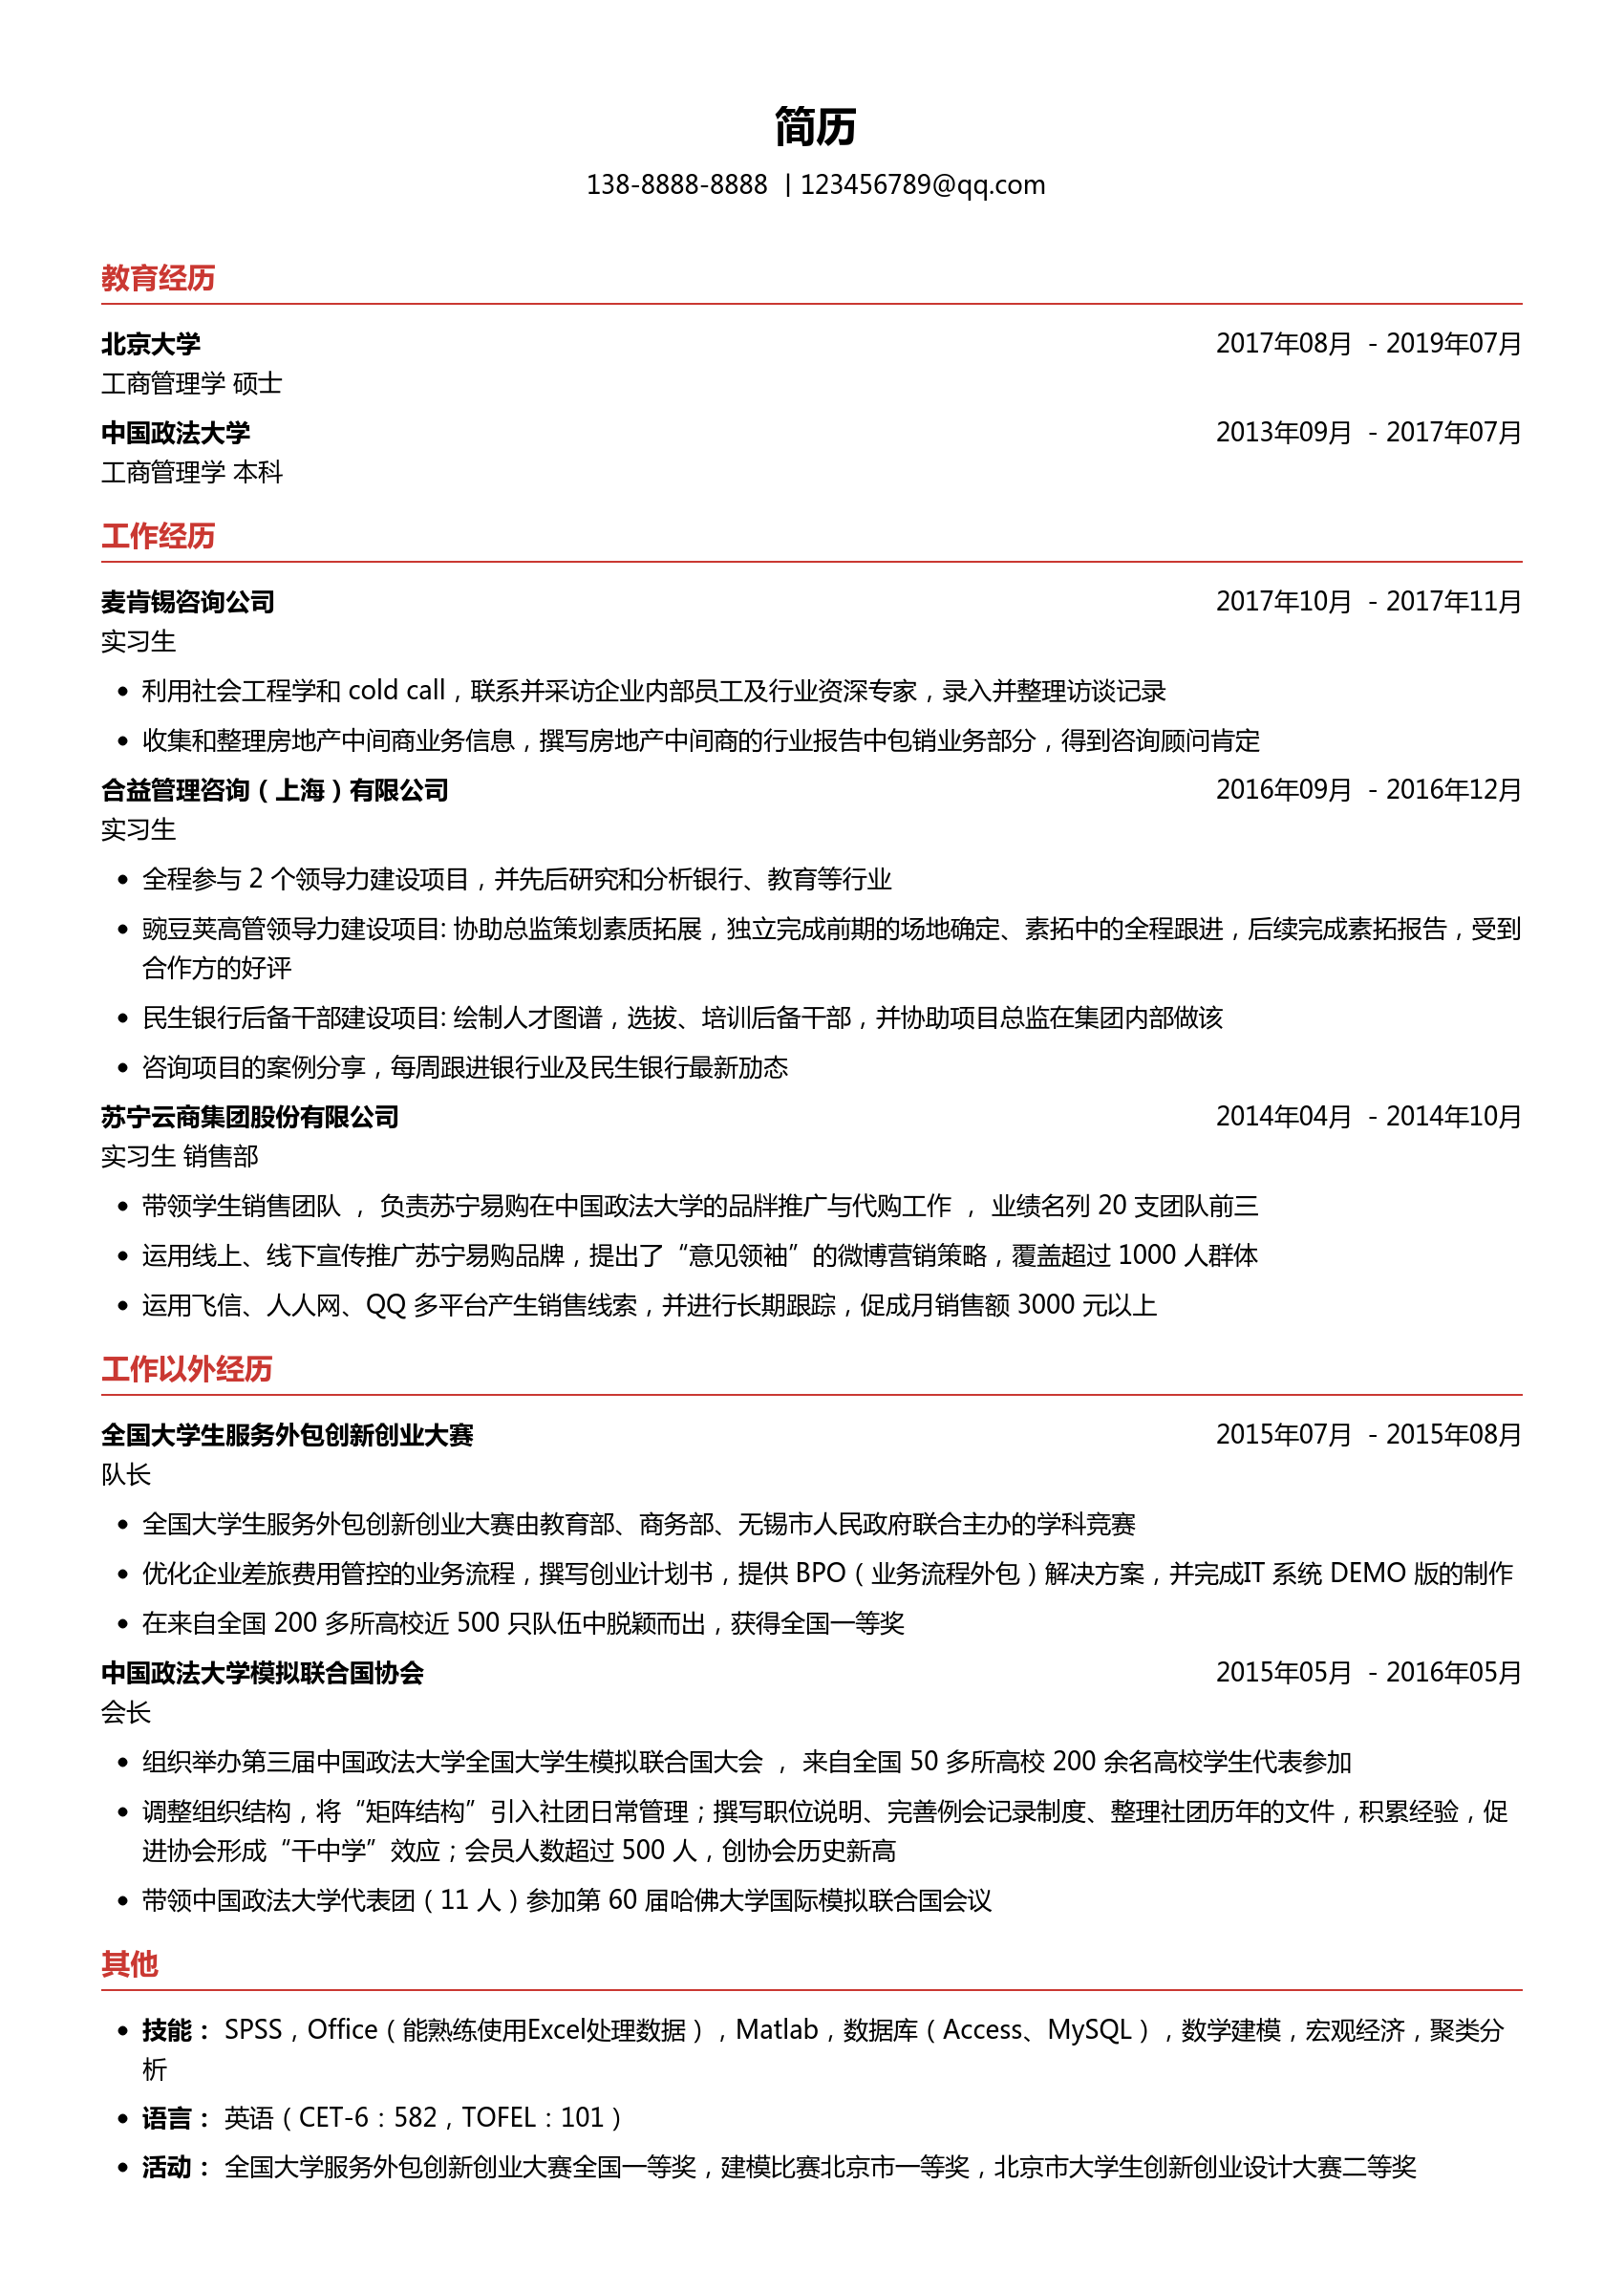 简历
138-8888-8888 | 123456789@qq.com
教育经历
北京大学 2017年08月 - 2019年07月
工商管理学 硕士
中国政法大学 2013年09月 - 2017年07月
工商管理学 本科
工作经历
麦肯锡咨询公司 2017年10月 - 2017年11月
实习生
• 利用社会工程学和 cold call，联系并采访企业内部员工及行业资深专家，录入并整理访谈记录
• 收集和整理房地产中间商业务信息，撰写房地产中间商的行业报告中包销业务部分，得到咨询顾问肯定
合益管理咨询（上海）有限公司 2016年09月 - 2016年12月
实习生
• 全程参与 2 个领导力建设项目，并先后研究和分析银行、教育等行业
• 豌豆荚高管领导力建设项目: 协助总监策划素质拓展，独立完成前期的场地确定、素拓中的全程跟进，后续完成素拓报告，受到
合作方的好评
• 民生银行后备干部建设项目: 绘制人才图谱，选拔、培训后备干部，并协助项目总监在集团内部做该
• 咨询项目的案例分享，每周跟进银行业及民生银行最新劢态
苏宁云商集团股份有限公司 2014年04月 - 2014年10月
实习生 销售部
• 带领学生销售团队 ， 负责苏宁易购在中国政法大学的品牉推广与代购工作 ， 业绩名列 20 支团队前三
• 运用线上、线下宣传推广苏宁易购品牌，提出了“意见领袖”的微博营销策略，覆盖超过 1000 人群体
• 运用飞信、人人网、QQ 多平台产生销售线索，并进行长期跟踪，促成月销售额 3000 元以上
工作以外经历
全国大学生服务外包创新创业大赛 2015年07月 - 2015年08月
队长
• 全国大学生服务外包创新创业大赛由教育部、商务部、无锡市人民政府联合主办的学科竞赛
• 优化企业差旅费用管控的业务流程，撰写创业计划书，提供 BPO（业务流程外包）解决方案，并完成IT 系统 DEMO 版的制作
• 在来自全国 200 多所高校近 500 只队伍中脱颖而出，获得全国一等奖
中国政法大学模拟联合国协会 2015年05月 - 2016年05月
会长
• 组织举办第三届中国政法大学全国大学生模拟联合国大会 ， 来自全国 50 多所高校 200 余名高校学生代表参加
• 调整组织结构，将“矩阵结构”引入社团日常管理；撰写职位说明、完善例会记录制度、整理社团历年的文件，积累经验，促
进协会形成“干中学”效应；会员人数超过 500 人，创协会历史新高
• 带领中国政法大学代表团（11 人）参加第 60 届哈佛大学国际模拟联合国会议
其他
• 技能： SPSS，Office（能熟练使用Excel处理数据），Matlab，数据库（Access、MySQL），数学建模，宏观经济，聚类分
析
• 语言： 英语（CET-6：582，TOFEL：101）
• 活动： 全国大学服务外包创新创业大赛全国一等奖，建模比赛北京市一等奖，北京市大学生创新创业设计大赛二等奖